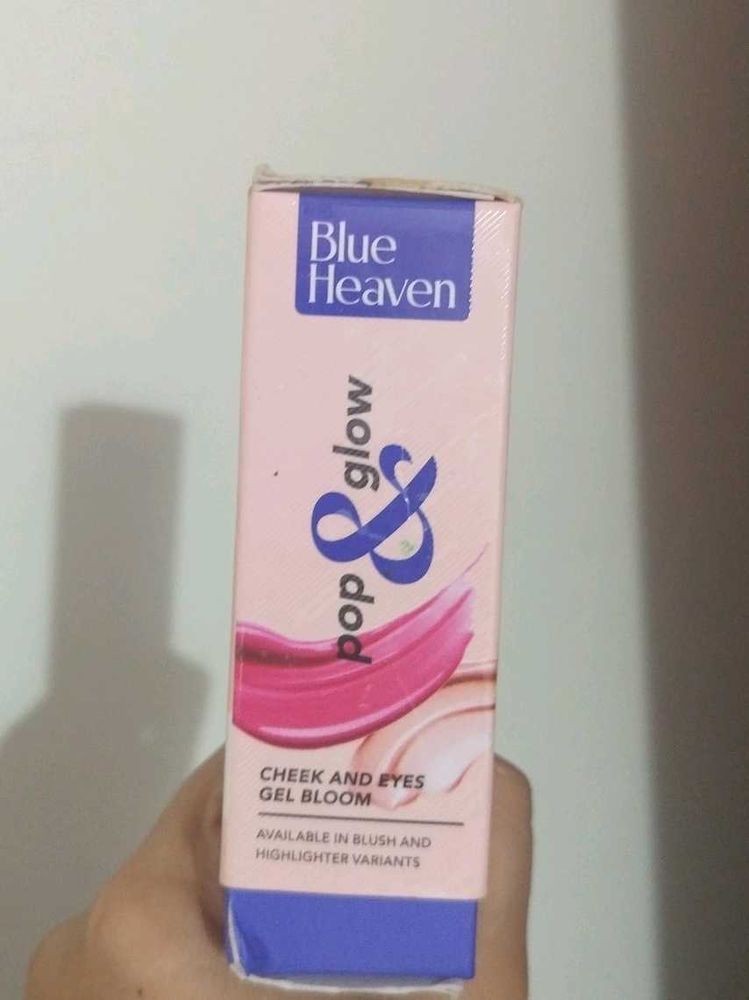 Blue
Heaven
pop & glow
CHEEK AND EYES
GEL BLOOM
AVAILABLE IN BLUSH AND
HIGHLIGHTER VARIANTS